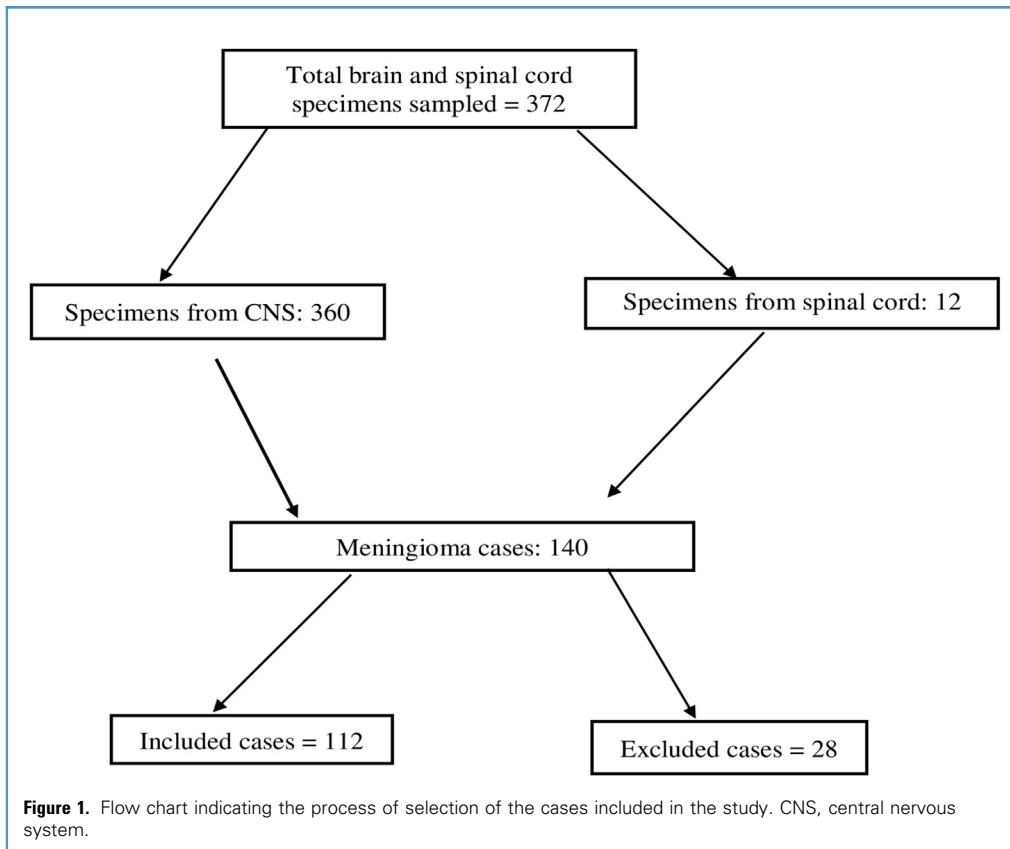 Total brain and spinal cord
specimens sampled = 372
Specimens from CNS: 360
Specimens from spinal cord: 12
Meningioma cases: 140
Included cases = 112
Excluded cases = 28
Figure 1. Flow chart indicating the process of selection of the cases included in the study. CNS, central nervous
system.